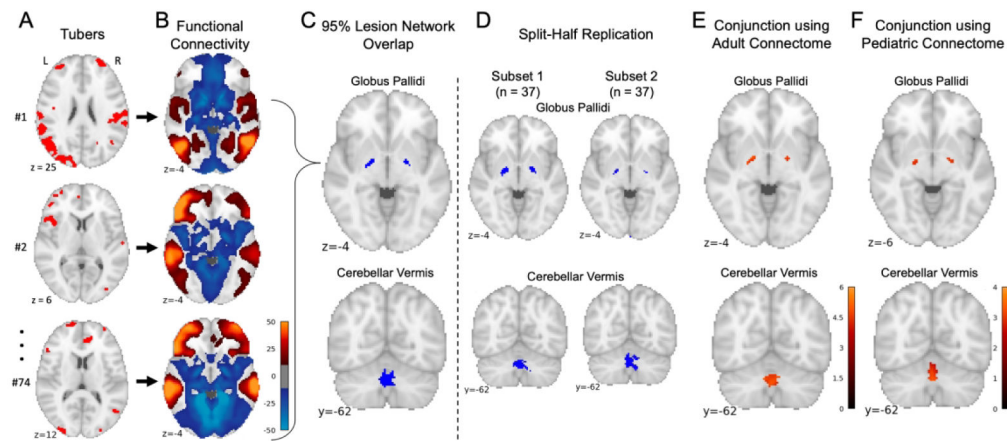 A
Tubers
L
R
#1
z = 25
#2
z = 6
#74
z=12
B
Functional
Connectivity
z=-4
z=-4
z=-4
50
25
0
-25
-50
C
95% Lesion Network
Overlap
Globus Pallidi
z=-4
Cerebellar Vermis
y=-62
D
Split-Half Replication
Subset 1
(n = 37)
Subset 2
(n = 37)
Globus Pallidi
z=-4
z=-4
Cerebellar Vermis
y=-62
y=-62
E
Conjunction using
Adult Connectome
Globus Pallidi
z=-4
Cerebellar Vermis
y=-62
6
4.5
3
1.5
0
F
Conjunction using
Pediatric Connectome
Globus Pallidi
z=-6
Cerebellar Vermis
y=-62
4
3
2
1
0